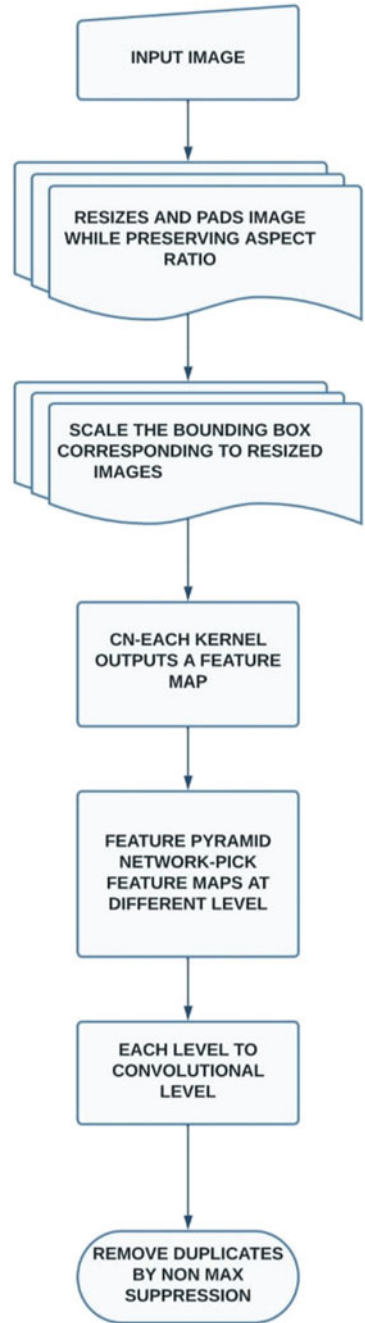 INPUT IMAGE
RESIZES AND PADS IMAGE
WHILE PRESERVING ASPECT
RATIO
SCALE THE BOUNDING BOX
CORRESPONDING TO RESIZED
IMAGES
CN-EACH KERNEL
OUTPUTS A FEATURE
MAP
FEATURE PYRAMID
NETWORK-PICK
FEATURE MAPS AT
DIFFERENT LEVEL
EACH LEVEL TO
CONVOLUTIONAL
LEVEL
REMOVE DUPLICATES
BY NON MAX
SUPPRESSION